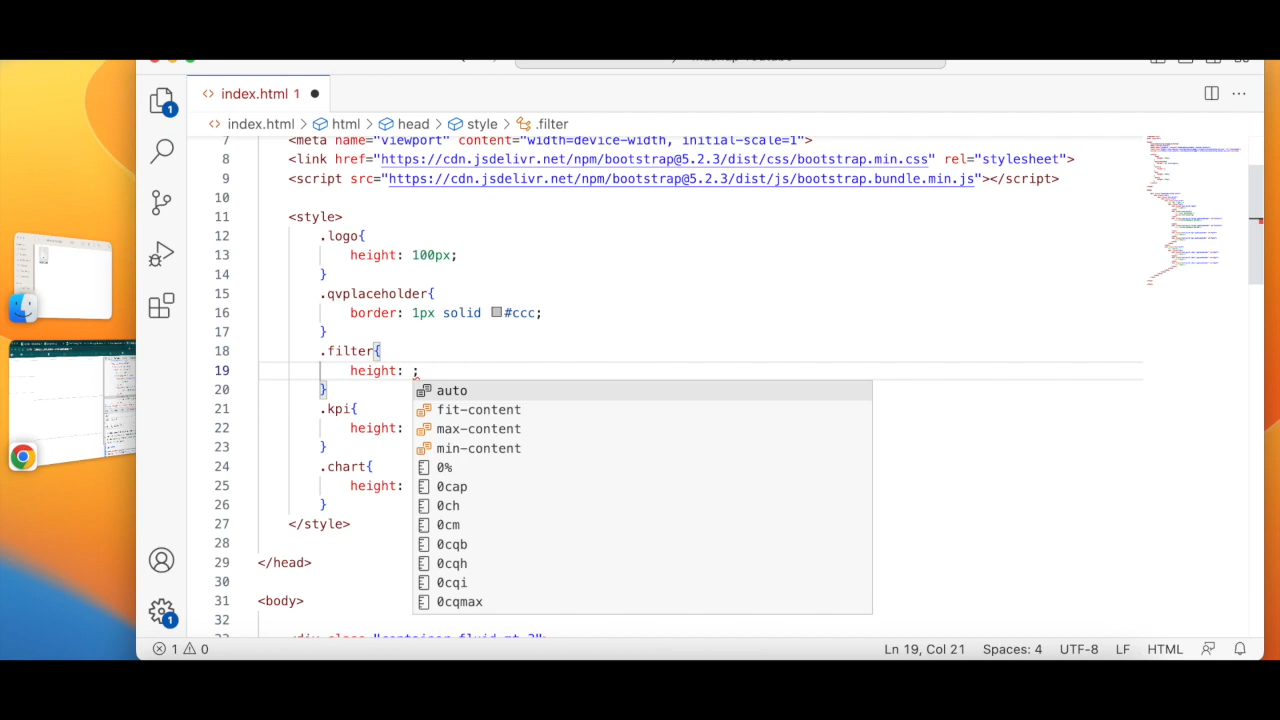 index.html 1
index.html > html > head > style > .filter
7 <meta name="viewport" content="width=device-width, initial-scale=1">
8 <link href="https://cdn.jsdelivr.net/npm/bootstrap@5.2.3/dist/css/bootstrap.min.css" rel="stylesheet">
9 <script src="https://cdn.jsdelivr.net/npm/bootstrap@5.2.3/dist/js/bootstrap.bundle.min.js"></script>
10
11 <style>
12 .logo{
13 height: 100px;
14 }
15 .qvplaceholder{
16 border: 1px solid #ccc;
17 }
18 .filter{
19 height: ;
20 }
21 .kpi{
22 height:
23 }
24 .chart{
25 height:
26 }
27 </style>
28
29 </head>
30
31 <body>
32
auto
fit-content
max-content
min-content
0%
0cap
0ch
0cm
0cqb
0cqh
0cqi
0cqmax
1
1
1 0
Ln 19, Col 21 Spaces: 4 UTF-8 LF HTML